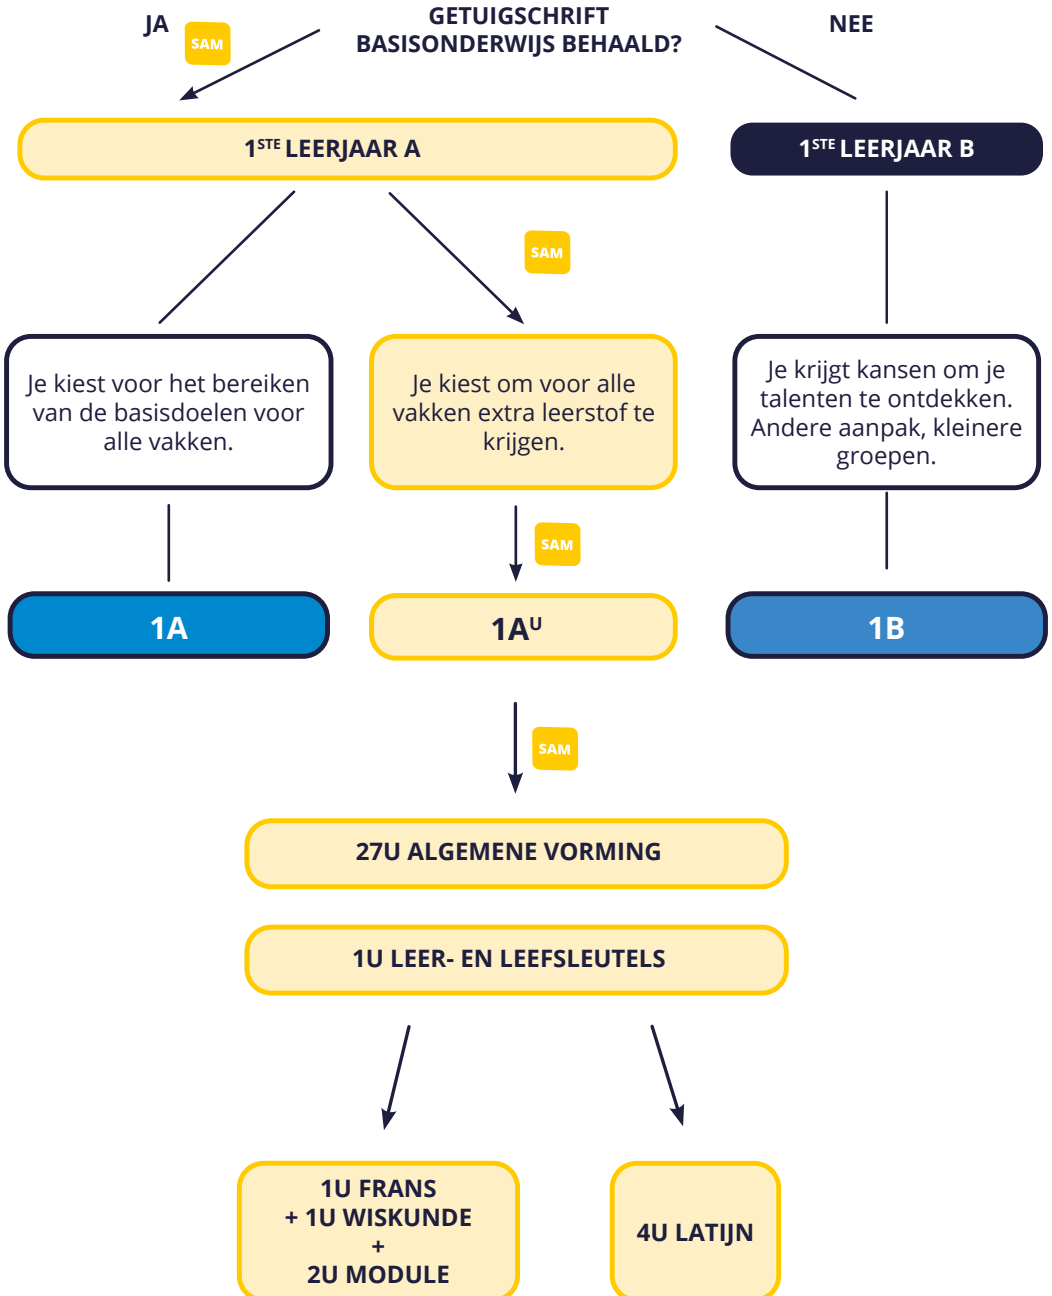 JA
SAM
GETUIGSCHRIFT
BASISONDERWIJS BEHAALD?
NEE
1STE LEERJAAR A
1STE LEERJAAR B
SAM
Je kiest voor het bereiken
van de basisdoelen voor
alle vakken.
Je kiest om voor alle
vakken extra leerstof te
krijgen.
Je krijgt kansen om je
talenten te ontdekken.
Andere aanpak, kleinere
groepen.
SAM
1A
1AU
1B
SAM
27U ALGEMENE VORMING
1U LEER- EN LEEFSLEUTELS
1U FRANS
+ 1U WISKUNDE
+
2U MODULE
4U LATIJN